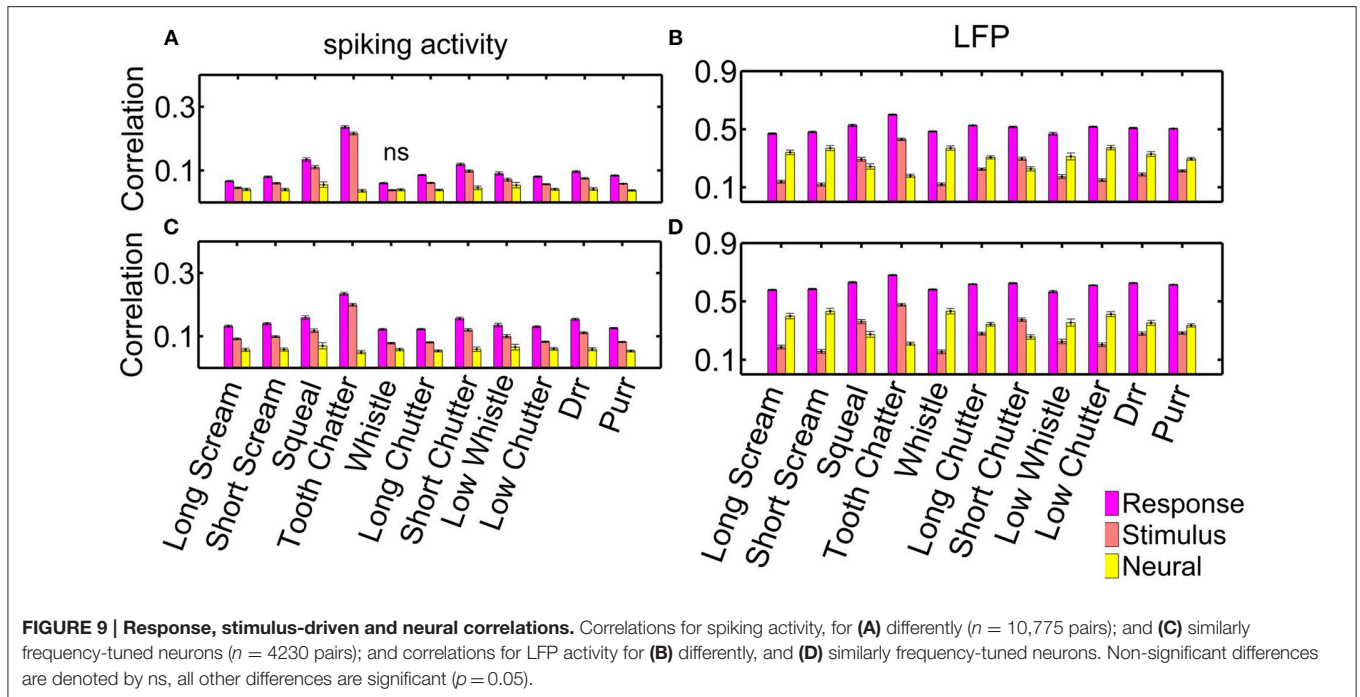 A
spiking activity
B
LFP
Correlation
0.3
0.1
ns
0.9
0.5
0.1
C
Correlation
0.3
0.1
D
0.9
0.5
0.1
Long Scream
Short Scream
Squeal
Tooth Chatter
Whistle
Long Chutter
Short Chutter
Low Whistle
Low Chutter
Drr
Purr
Long Scream
Short Scream
Squeal
Tooth Chatter
Whistle
Long Chutter
Short Chutter
Low Whistle
Low Chutter
Drr
Purr
Response
Stimulus
Neural
FIGURE 9 | Response, stimulus-driven and neural correlations. Correlations for spiking activity, for (A) differently (n = 10,775 pairs); and (C) similarly
frequency-tuned neurons (n = 4230 pairs); and correlations for LFP activity for (B) differently, and (D) similarly frequency-tuned neurons. Non-significant differences
are denoted by ns, all other differences are significant (p = 0.05).